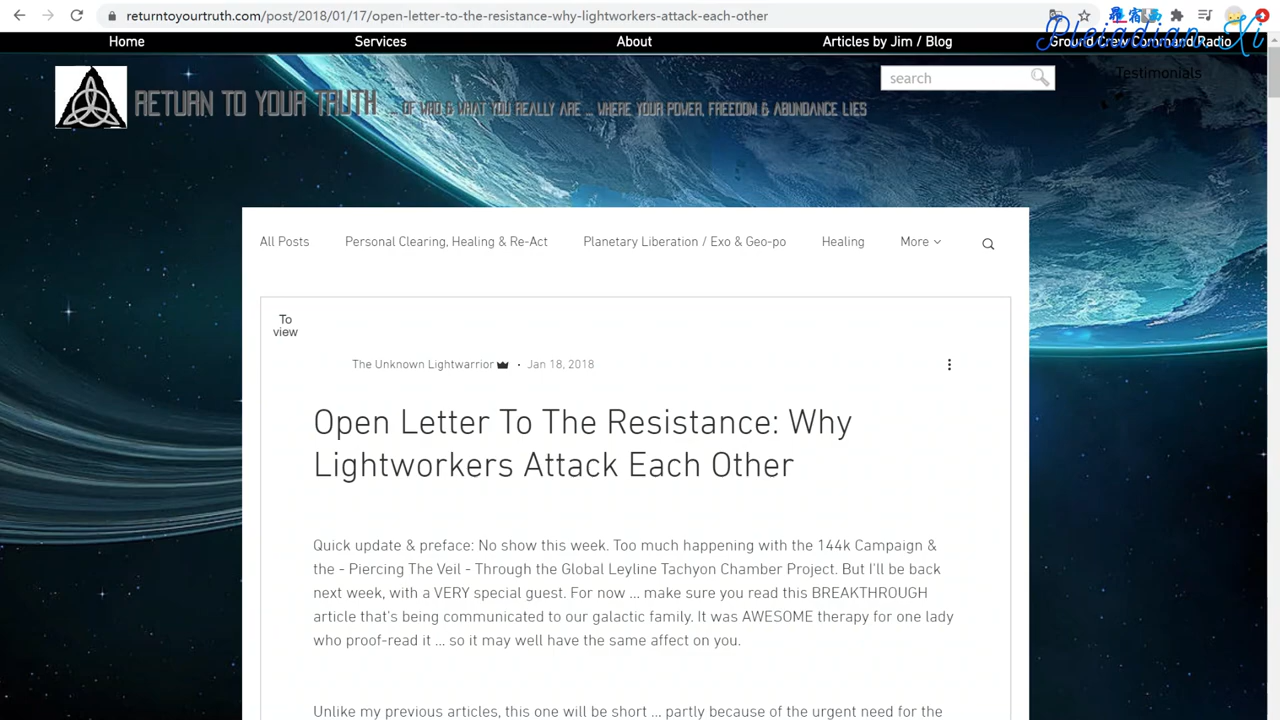 returntoyourtruth.com/post/2018/01/17/open-letter-to-the-resistance-why-lightworkers-attack-each-other
Pleiadian Xi
Home Services About Articles by Jim / Blog Ground Crew Command Radio
search
Testimonials
RETURN TO YOUR TRUTH ... OF WHO & WHAT YOU REALLY ARE ... WHERE YOUR POWER, FREEDOM & ABUNDANCE LIES
All Posts Personal Clearing, Healing & Re-Act Planetary Liberation / Exo & Geo-po Healing More
To
view
The Unknown Lightwarrior · Jan 18, 2018
Open Letter To The Resistance: Why
Lightworkers Attack Each Other
Quick update & preface: No show this week. Too much happening with the 144k Campaign &
the - Piercing The Veil - Through the Global Leyline Tachyon Chamber Project. But I'll be back
next week, with a VERY special guest. For now ... make sure you read this BREAKTHROUGH
article that's being communicated to our galactic family. It was AWESOME therapy for one lady
who proof-read it ... so it may well have the same affect on you.
Unlike my previous articles, this one will be short ... partly because of the urgent need for the